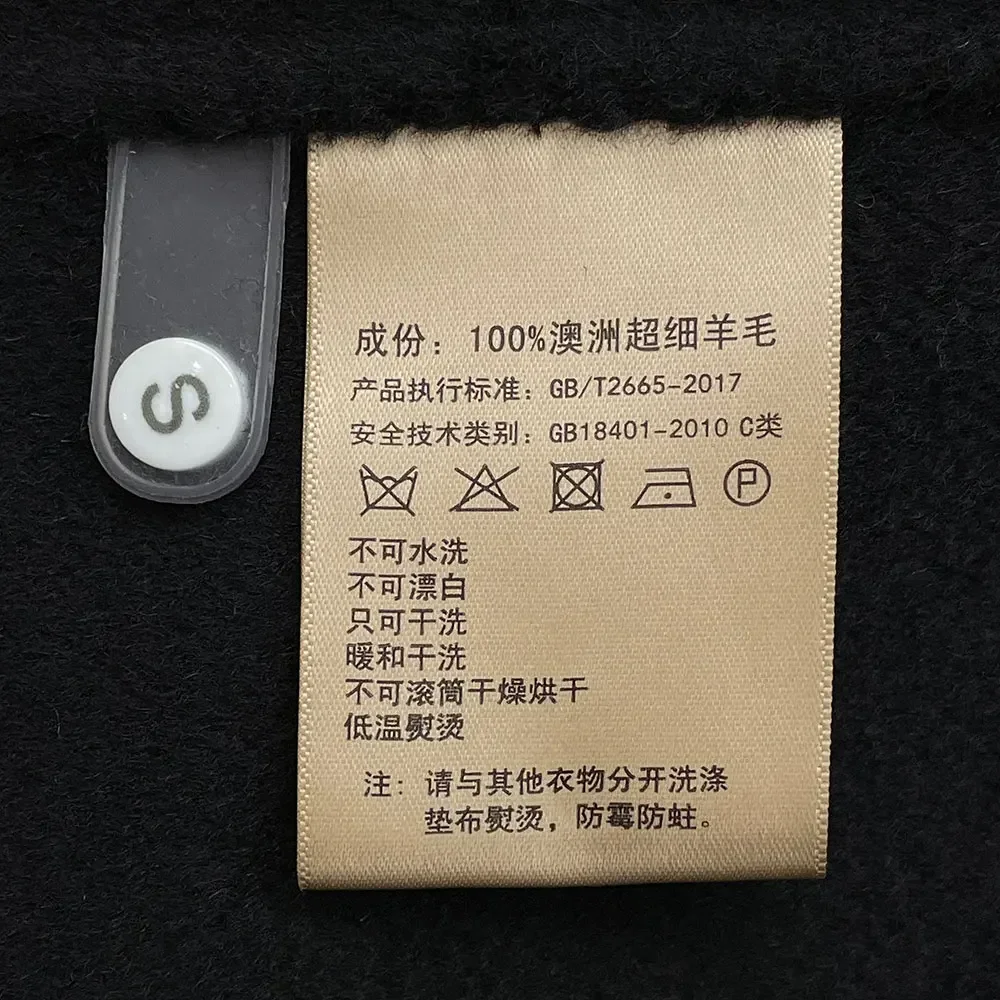 S
成份：100%澳洲超细羊毛
产品执行标准：GB/T2665-2017
安全技术类别：GB18401-2010 C类
P
不可水洗
不可漂白
只可干洗
暖和干洗
不可滚筒干燥烘干
低温熨烫
注：请与其他衣物分开洗涤
垫布熨烫，防霉防蛀。